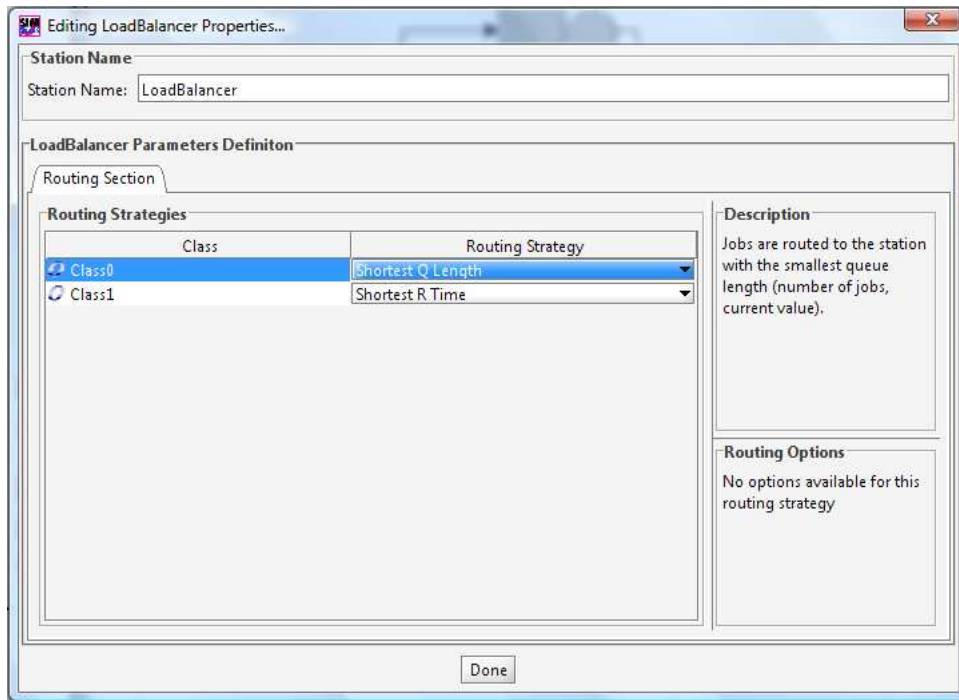 Editing LoadBalancer Properties...
Station Name
Station Name: LoadBalancer
LoadBalancer Parameters Definiton
Routing Section
Routing Strategies
Class Routing Strategy
Class0 Shortest Q Length
Class1 Shortest R Time
Description
Jobs are routed to the station
with the smallest queue
length (number of jobs,
current value).
Routing Options
No options available for this
routing strategy
Done